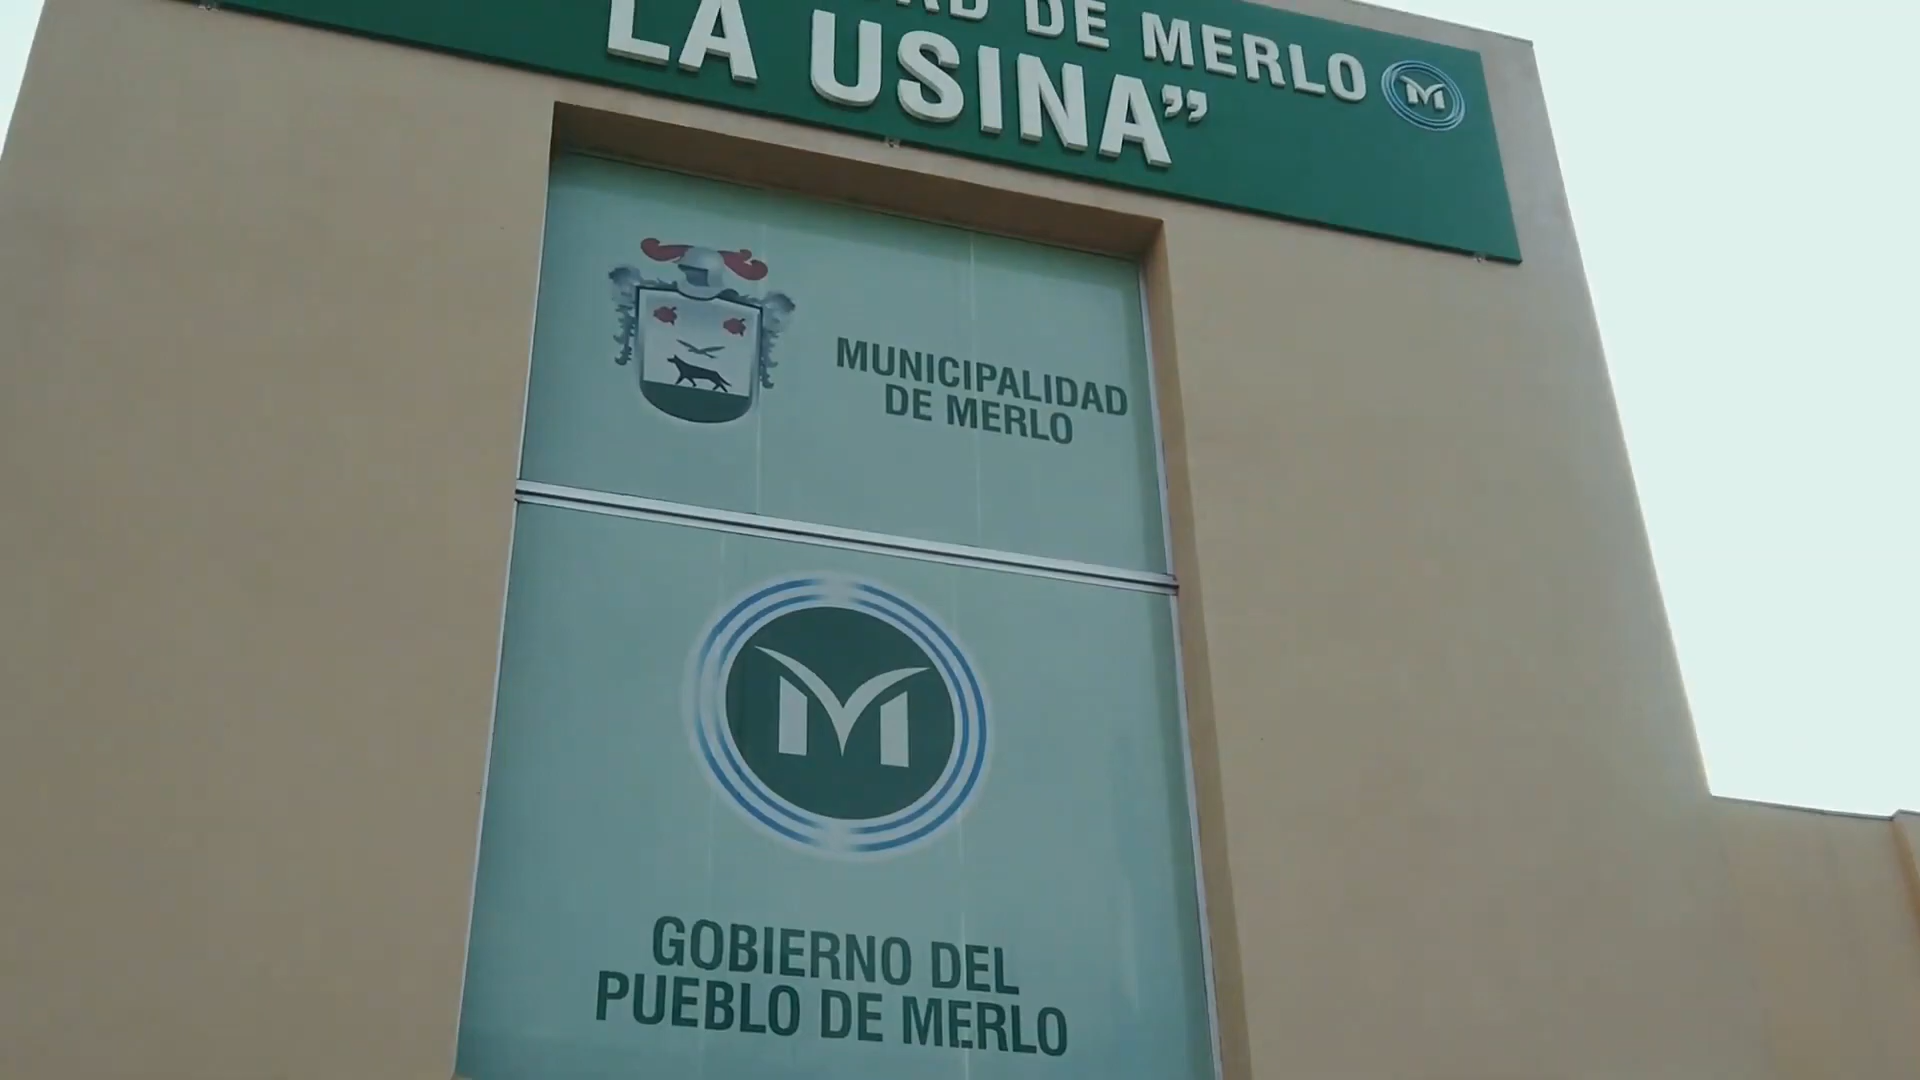 DE MERLO
LA USINA”
MUNICIPALIDAD
DE MERLO
M
GOBIERNO DEL
PUEBLO DE MERLO